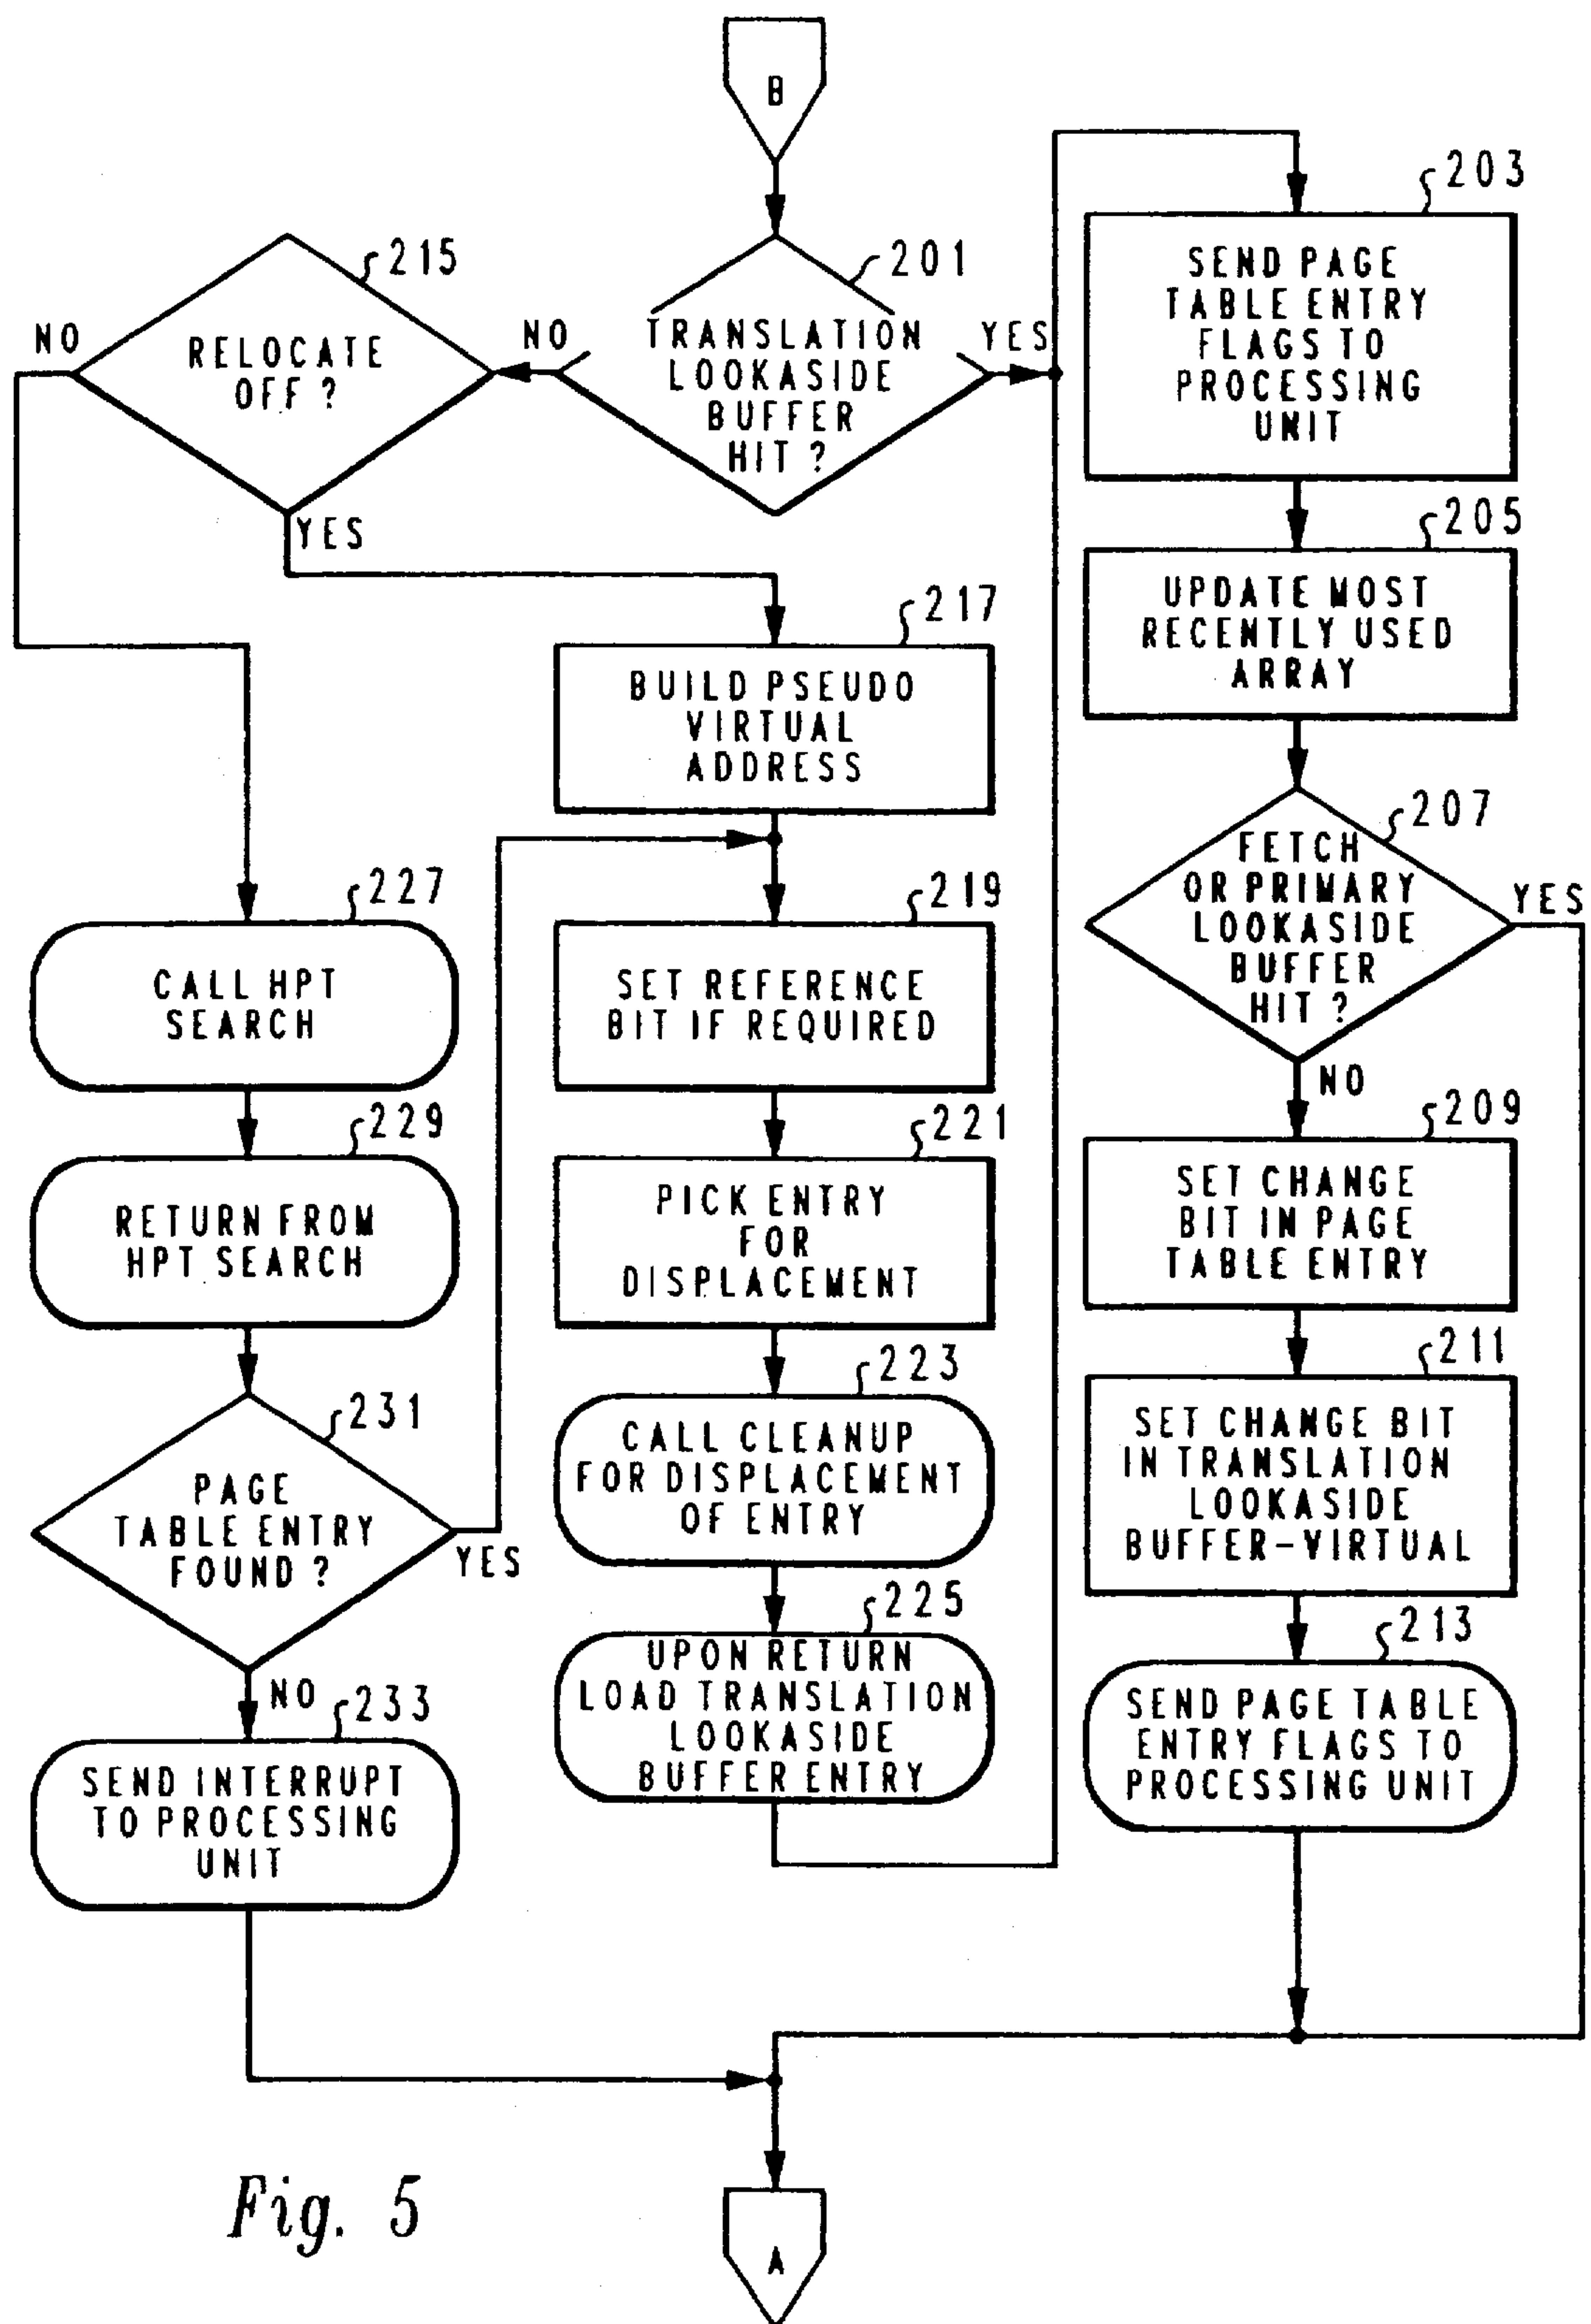 B
201
TRANSLATION
LOOKASIDE
BUFFER
HIT ?
NO
YES
215
RELOCATE
OFF ?
NO
YES
203
SEND PAGE
TABLE ENTRY
FLAGS TO
PROCESSING
UNIT
205
UPDATE MOST
RECENTLY USED
ARRAY
207
FETCH
OR PRIMARY
LOOKASIDE
BUFFER
HIT ?
YES
NO
209
SET CHANGE
BIT IN PAGE
TABLE ENTRY
211
SET CHANGE BIT
IN TRANSLATION
LOOKASIDE
BUFFER-VIRTUAL
213
SEND PAGE TABLE
ENTRY FLAGS TO
PROCESSING UNIT
217
BUILD PSEUDO
VIRTUAL
ADDRESS
219
SET REFERENCE
BIT IF REQUIRED
221
PICK ENTRY
FOR
DISPLACEMENT
223
CALL CLEANUP
FOR DISPLACEMENT
OF ENTRY
225
UPON RETURN
LOAD TRANSLATION
LOOKASIDE
BUFFER ENTRY
227
CALL HPT
SEARCH
229
RETURN FROM
HPT SEARCH
231
PAGE
TABLE ENTRY
FOUND ?
YES
NO
233
SEND INTERRUPT
TO PROCESSING
UNIT
A
Fig. 5